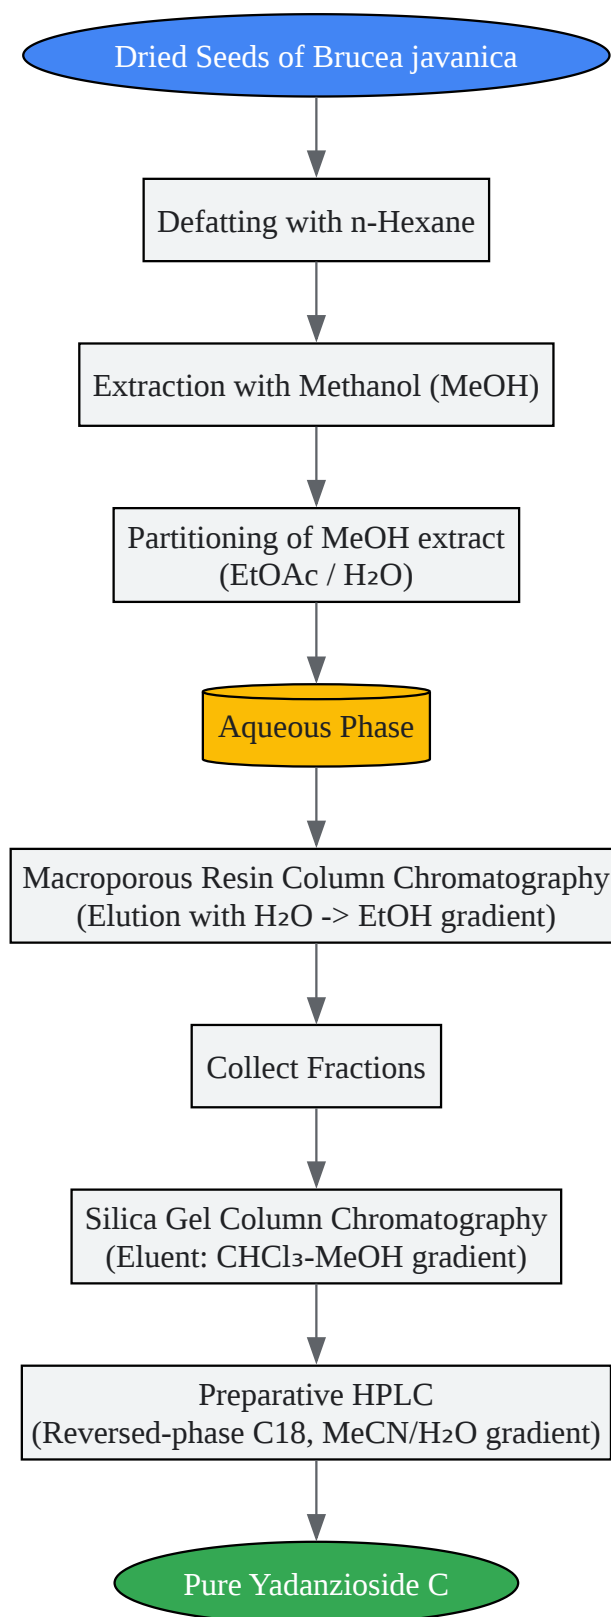 Dried Seeds of Brucea javanica
Defatting with n-Hexane
Extraction with Methanol (MeOH)
Partitioning of MeOH extract
(EtOAc / H₂O)
Aqueous Phase
Macroporous Resin Column Chromatography
(Elution with H₂O -> EtOH gradient)
Collect Fractions
Silica Gel Column Chromatography
(Eluent: CHCl₃-MeOH gradient)
Preparative HPLC
(Reversed-phase C18, MeCN/H₂O gradient)
Pure Yadanzioside C